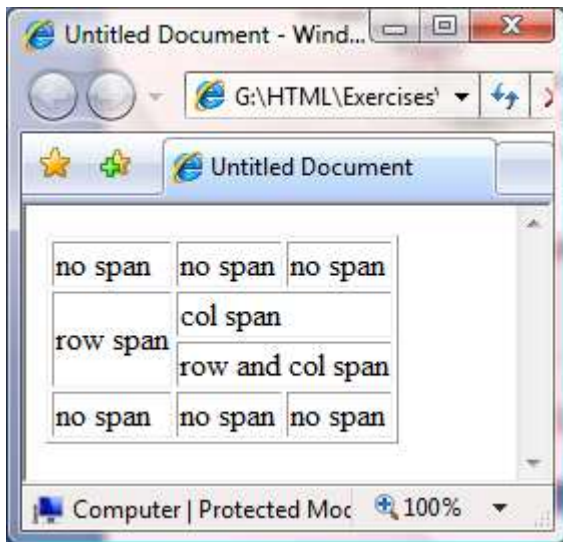 Untitled Document - Wind...
G:\HTML\Exercises\
Untitled Document
no span no span no span
row span
col span
row and col span
no span no span no span
Computer | Protected Moc
100%